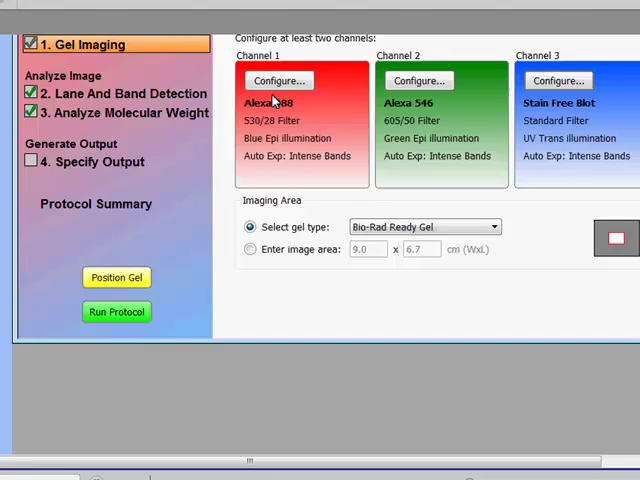 1. Gel Imaging
Analyze Image
2. Lane And Band Detection
3. Analyze Molecular Weight
Generate Output
4. Specify Output
Protocol Summary
Position Gel
Run Protocol
Configure at least two channels:
Channel 1
Configure...
530/28 Filter
Blue Epi illumination
Auto Exp: Intense Bands
Channel 2
Configure...
Alexa 546
605/50 Filter
Green Epi illumination
Auto Exp: Intense Bands
Channel 3
Configure...
Stain Free Blot
Standard Filter
UV Trans illumination
Auto Exp: Intense Bands
Imaging Area
Select gel type: Bio-Rad Ready Gel
Enter image area: 9.0 x 6.7 cm (WxL)